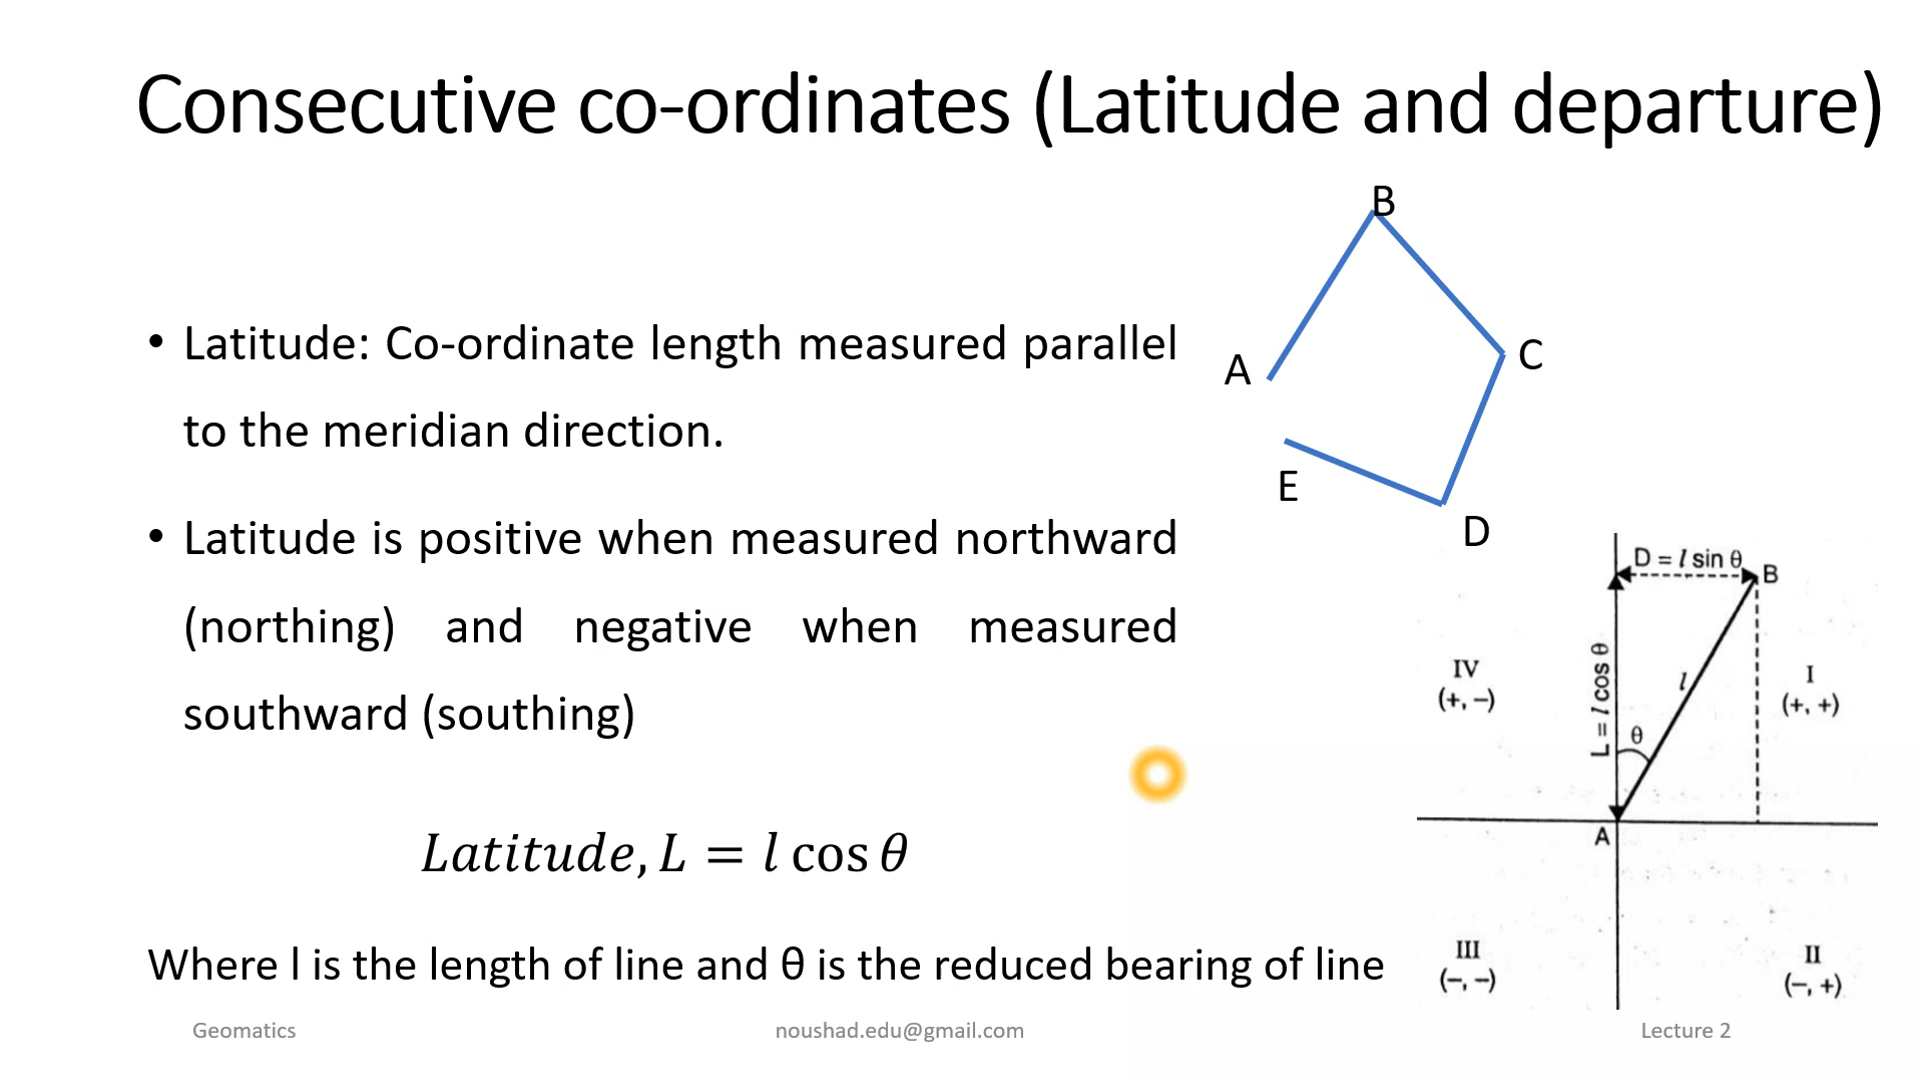 Consecutive co-ordinates (Latitude and departure)
• Latitude: Co-ordinate length measured parallel
to the meridian direction.
• Latitude is positive when measured northward
(northing) and negative when measured
southward (southing)
Latitude, L = l cos θ
Where l is the length of line and θ is the reduced bearing of line
B
A
C
E
D
D = l sin θ
B
L = l cos θ
l
θ
A
IV
(+, −)
I
(+, +)
III
(−, −)
II
(−, +)
Geomatics
noushad.edu@gmail.com
Lecture 2